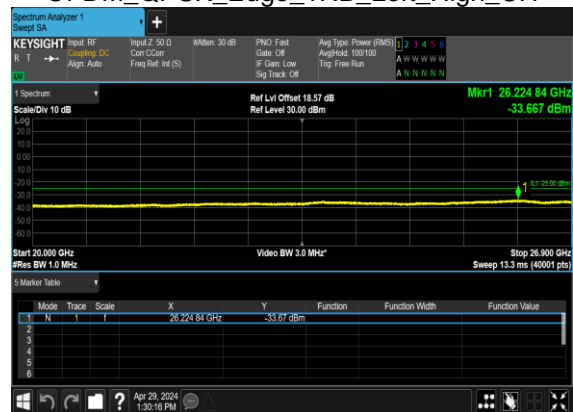 Spectrum Analyzer 1
Swept SA
+
KEYSIGHT Input: RF Input Z: 50 Ω #Atten: 30 dB PNO: Fast Avg Type: Power (RMS) 1 2 3 4 5 6
R T Coupling: DC Corr CCorr Gate: Off Avg|Hold: 100/100 A W W W W W
Align: Auto Freq Ref: Int (S) IF Gain: Low Trig: Free Run
LU Sig Track: Off A N N N N N
1 Spectrum Ref Lvl Offset 18.57 dB Mkr1 26.224 84 GHz
Scale/Div 10 dB Ref Level 30.00 dBm -33.667 dBm
Log
20.0
10.0
0.00
-10.0
-20.0
1 DL1 -25.00 dBm
-30.0
-40.0
-50.0
-60.0
Start 20.000 GHz Video BW 3.0 MHz* Stop 26.900 GHz
#Res BW 1.0 MHz Sweep 13.3 ms (40001 pts)
5 Marker Table
Mode Trace Scale X Y Function Function Width Function Value
1 N 1 f 26.224 84 GHz -33.67 dBm
2
3
4
5
6
? Apr 29, 2024
1:30:16 PM